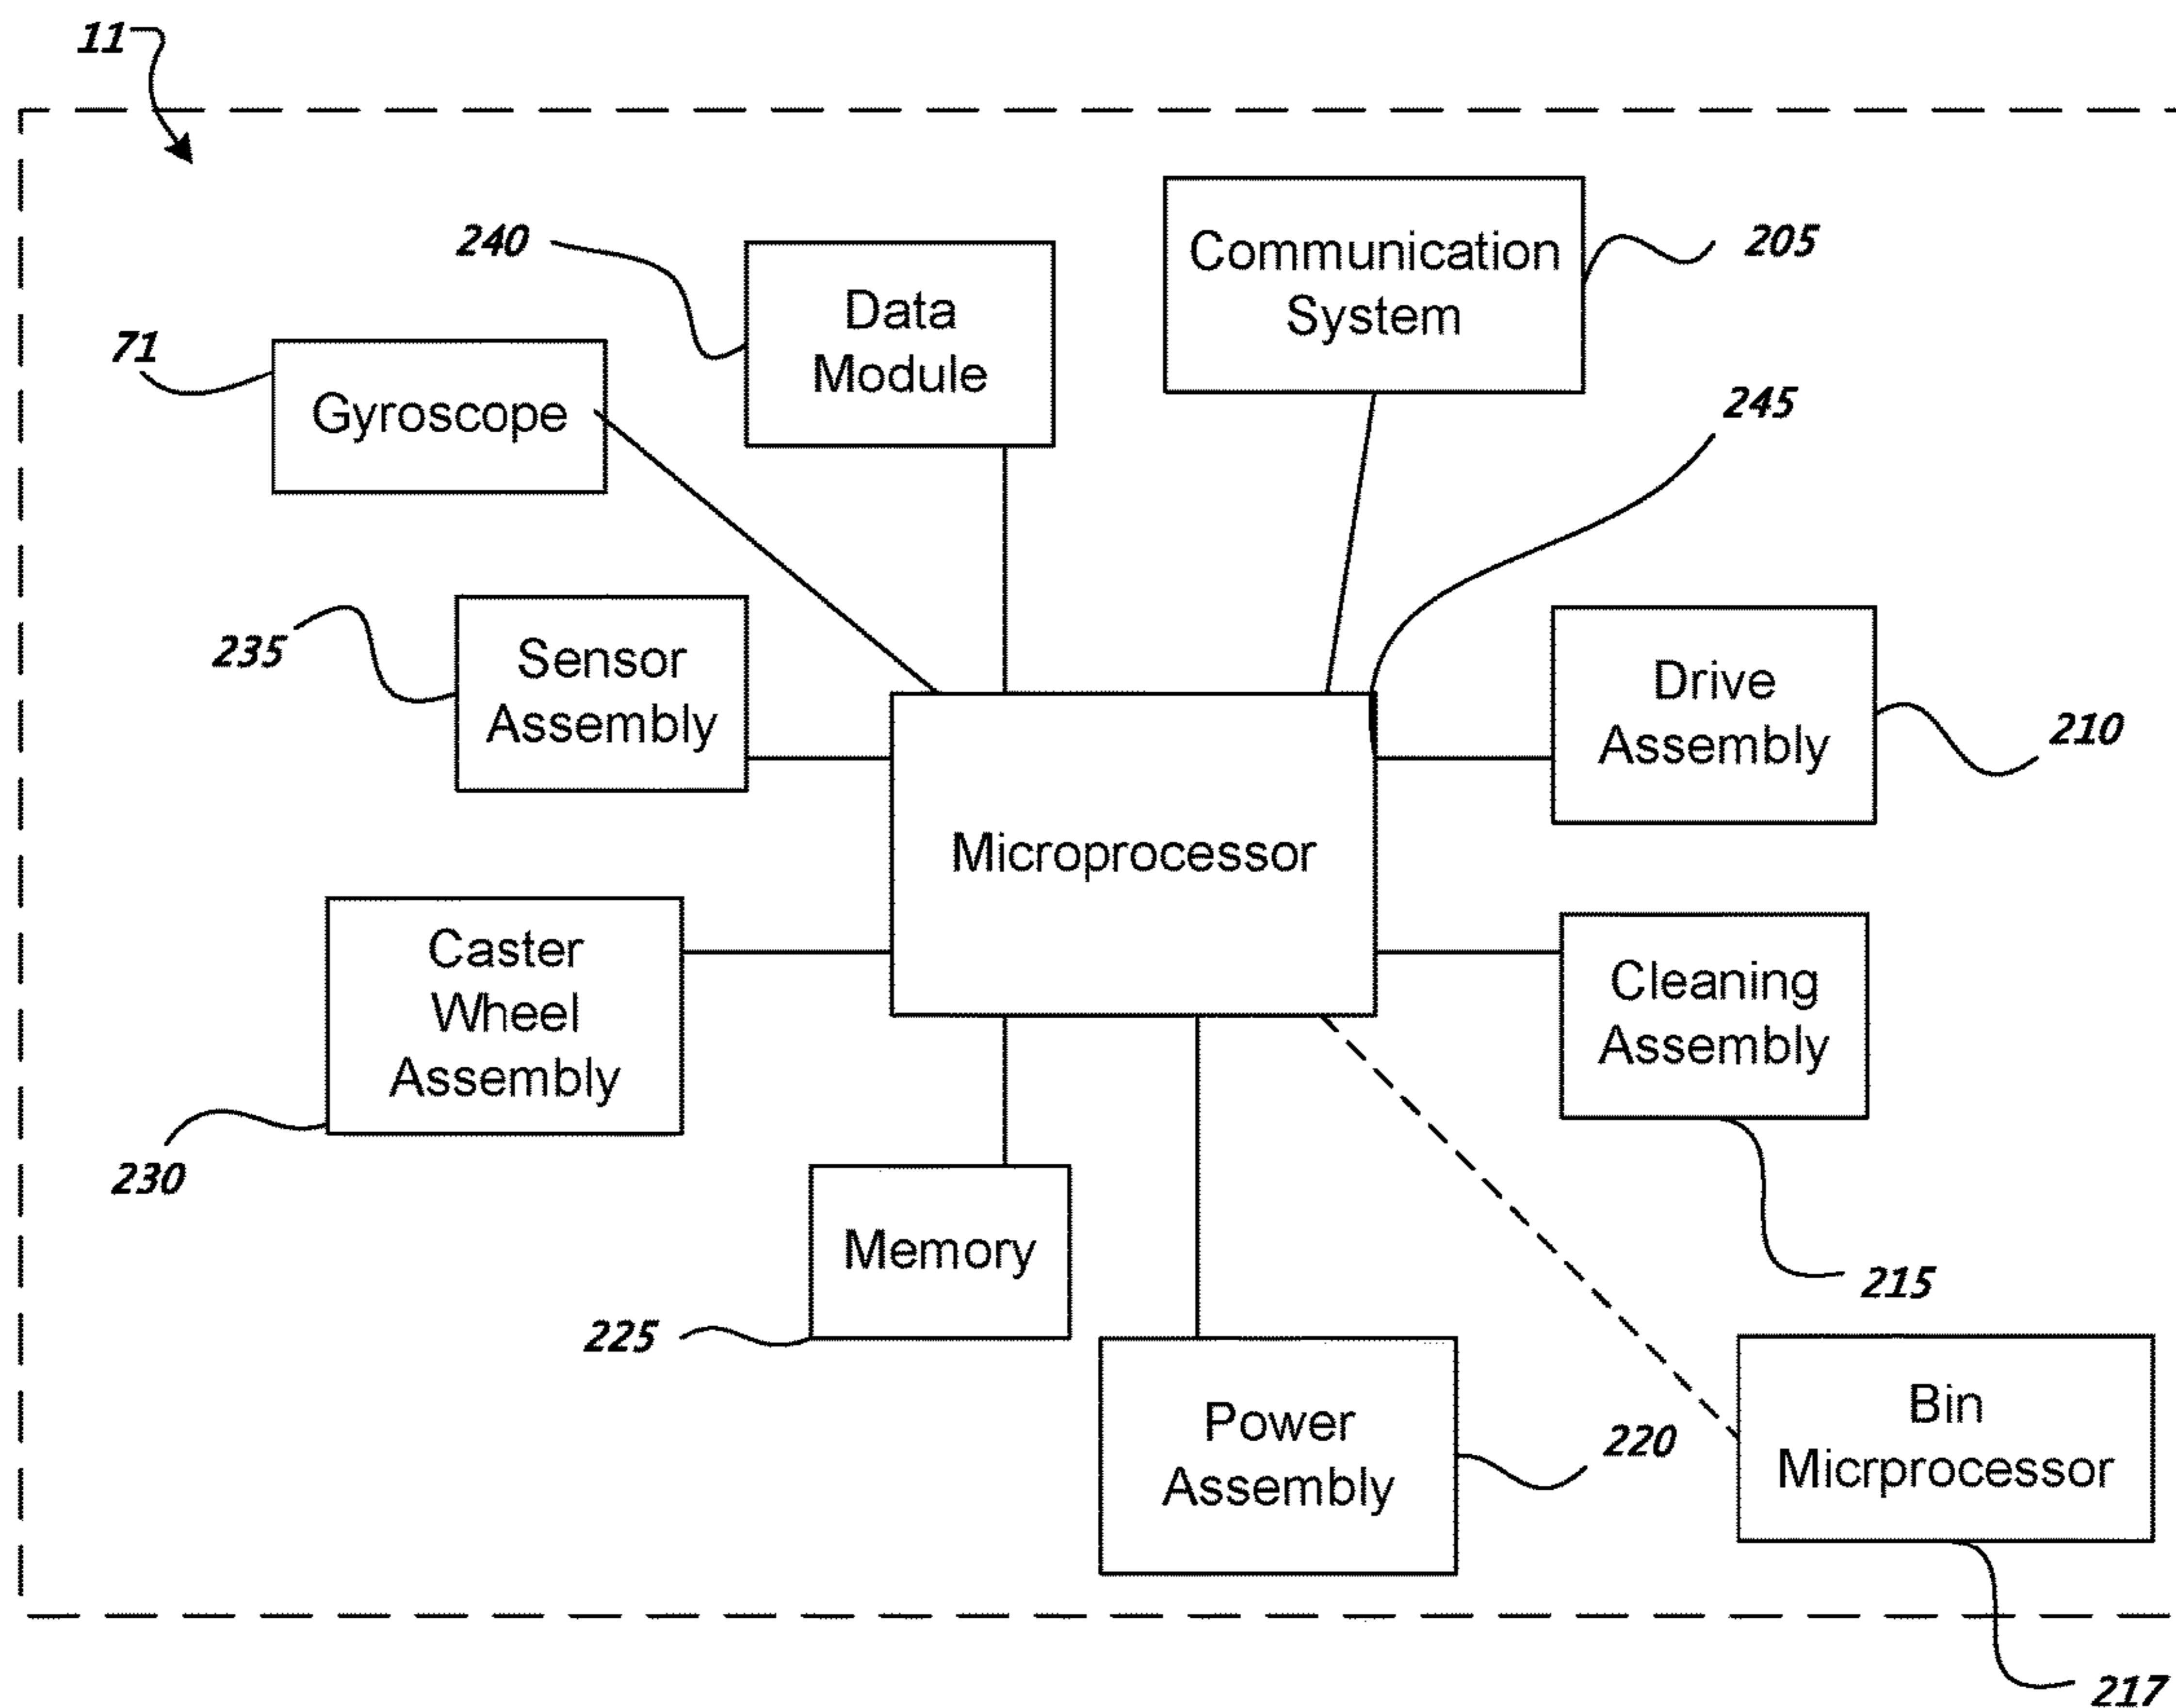 11
240
Data
Module
Communication
System
205
71
Gyroscope
245
235
Sensor
Assembly
Drive
Assembly
210
Microprocessor
Caster
Wheel
Assembly
230
Cleaning
Assembly
215
Memory
225
Power
Assembly
220
Bin
Micrprocessor
217